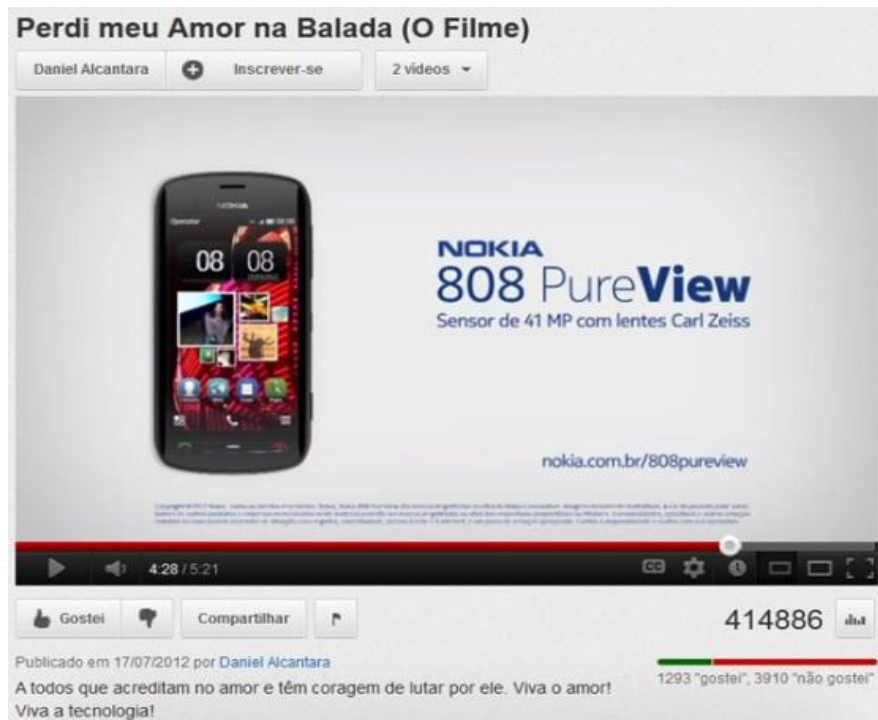 Perdi meu Amor na Balada (O Filme)
Daniel Alcantara Inscrever-se 2 videos
NOKIA
Operator
08 08
NOKIA
808 PureView
Sensor de 41 MP com lentes Carl Zeiss
nokia.com.br/808pureview
4:28 / 5:21 CC
Gostei Compartilhar 414886
Publicado em 17/07/2012 por Daniel Alcantara
1293 "gostei", 3910 "não gostei"
A todos que acreditam no amor e têm coragem de lutar por ele. Viva o amor!
Viva a tecnologia!